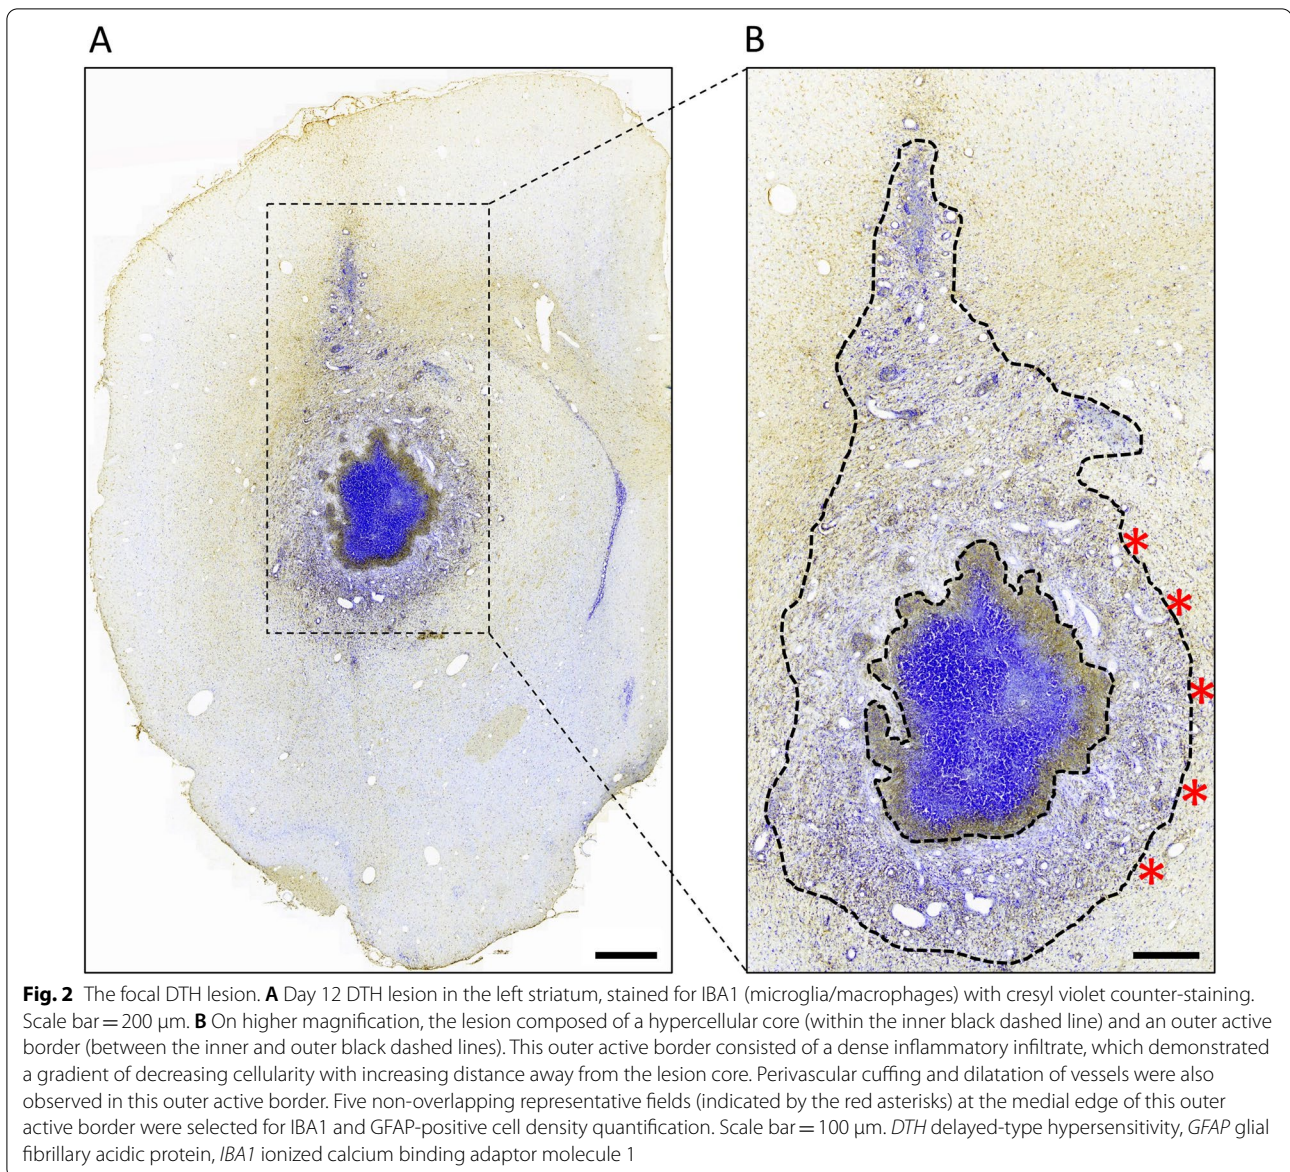 A
B
Fig. 2 The focal DTH lesion. A Day 12 DTH lesion in the left striatum, stained for IBA1 (microglia/macrophages) with cresyl violet counter-staining.
Scale bar = 200 μm. B On higher magnification, the lesion composed of a hypercellular core (within the inner black dashed line) and an outer active
border (between the inner and outer black dashed lines). This outer active border consisted of a dense inflammatory infiltrate, which demonstrated
a gradient of decreasing cellularity with increasing distance away from the lesion core. Perivascular cuffing and dilatation of vessels were also
observed in this outer active border. Five non-overlapping representative fields (indicated by the red asterisks) at the medial edge of this outer
active border were selected for IBA1 and GFAP-positive cell density quantification. Scale bar = 100 μm. DTH delayed-type hypersensitivity, GFAP glial
fibrillary acidic protein, IBA1 ionized calcium binding adaptor molecule 1